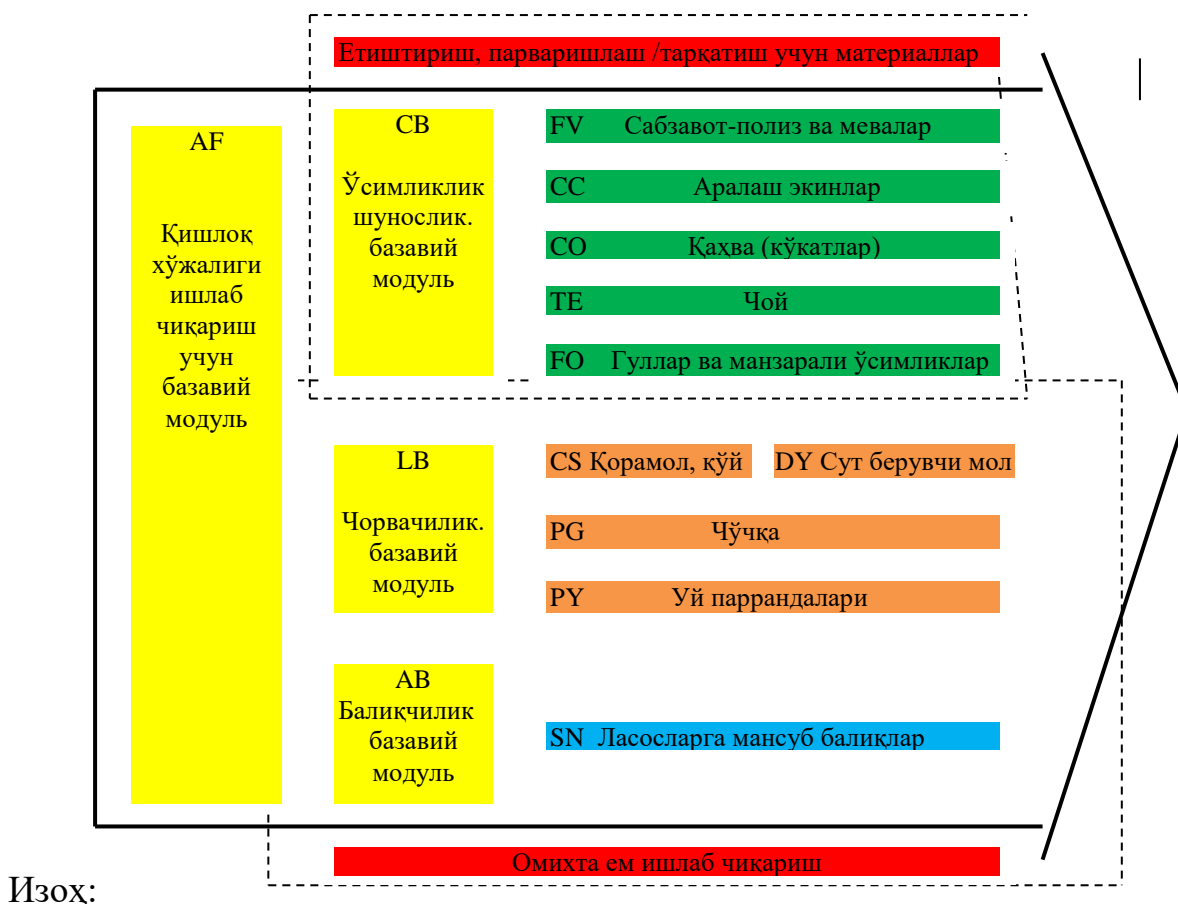 Етиштириш, парваришлаш /тарқатиш учун материаллар
AF
Қишлоқ
хўжалиги
ишлаб
чиқариш
учун
базавий
модуль
CB
Ўсимликлик
шунослик.
базавий
модуль
FV Сабзавот-полиз ва мевалар
CC Аралаш экинлар
CO Қаҳва (кўкатлар)
TE Чой
FO Гуллар ва манзарали ўсимликлар
LB
Чорвачилик.
базавий
модуль
CS Қорамол, қўй
DY Сут берувчи мол
PG Чўчқа
PY Уй паррандалари
AB
Балиқчилик
базавий
модуль
SN Ласосларга мансуб балиқлар
Омихта ем ишлаб чиқариш
Изоҳ: